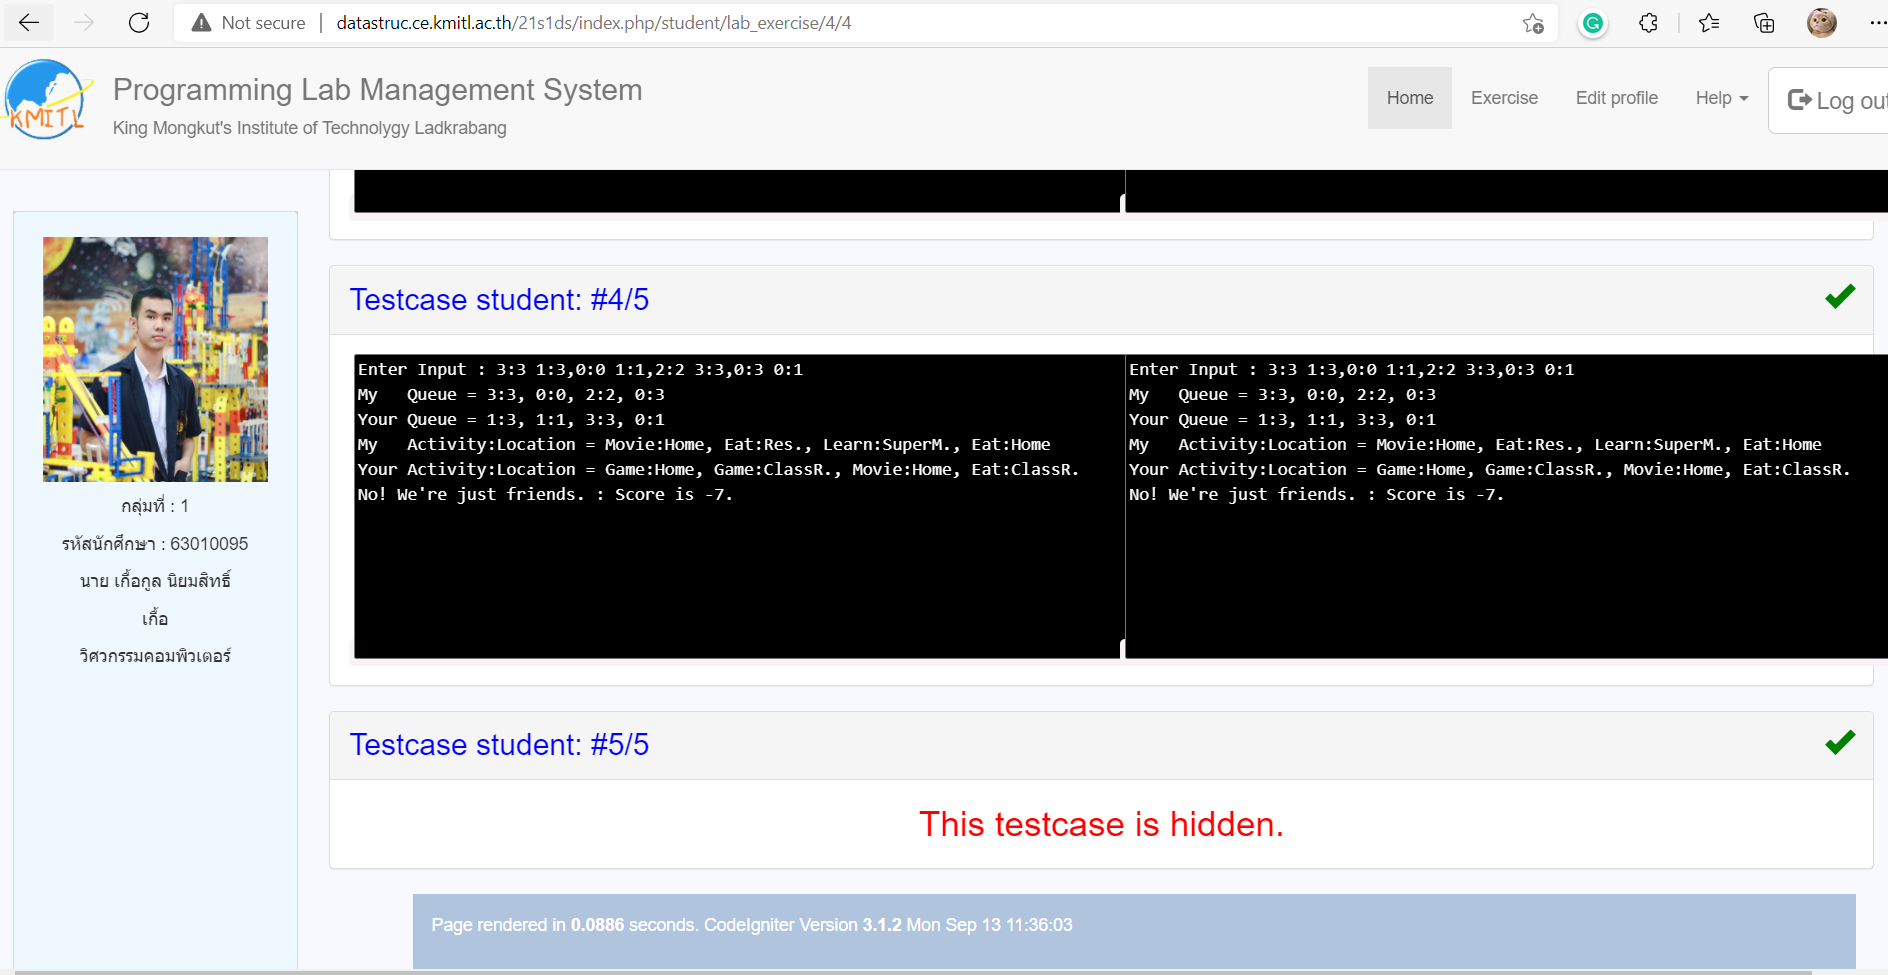 Not secure | datastruc.ce.kmitl.ac.th/21s1ds/index.php/student/lab_exercise/4/4
KMITL
Programming Lab Management System
King Mongkut's Institute of Technolygy Ladkrabang
Home
Exercise
Edit profile
Help
Log out
กลุ่มที่ : 1
รหัสนักศึกษา : 63010095
นาย เกื้อกูล นิยมสิทธิ์
เกื้อ
วิศวกรรมคอมพิวเตอร์
Testcase student: #4/5
Enter Input : 3:3 1:3,0:0 1:1,2:2 3:3,0:3 0:1
My   Queue = 3:3, 0:0, 2:2, 0:3
Your Queue = 1:3, 1:1, 3:3, 0:1
My   Activity:Location = Movie:Home, Eat:Res., Learn:SuperM., Eat:Home
Your Activity:Location = Game:Home, Game:ClassR., Movie:Home, Eat:ClassR.
No! We're just friends. : Score is -7.
Enter Input : 3:3 1:3,0:0 1:1,2:2 3:3,0:3 0:1
My   Queue = 3:3, 0:0, 2:2, 0:3
Your Queue = 1:3, 1:1, 3:3, 0:1
My   Activity:Location = Movie:Home, Eat:Res., Learn:SuperM., Eat:Home
Your Activity:Location = Game:Home, Game:ClassR., Movie:Home, Eat:ClassR.
No! We're just friends. : Score is -7.
Testcase student: #5/5
This testcase is hidden.
Page rendered in 0.0886 seconds. CodeIgniter Version 3.1.2 Mon Sep 13 11:36:03